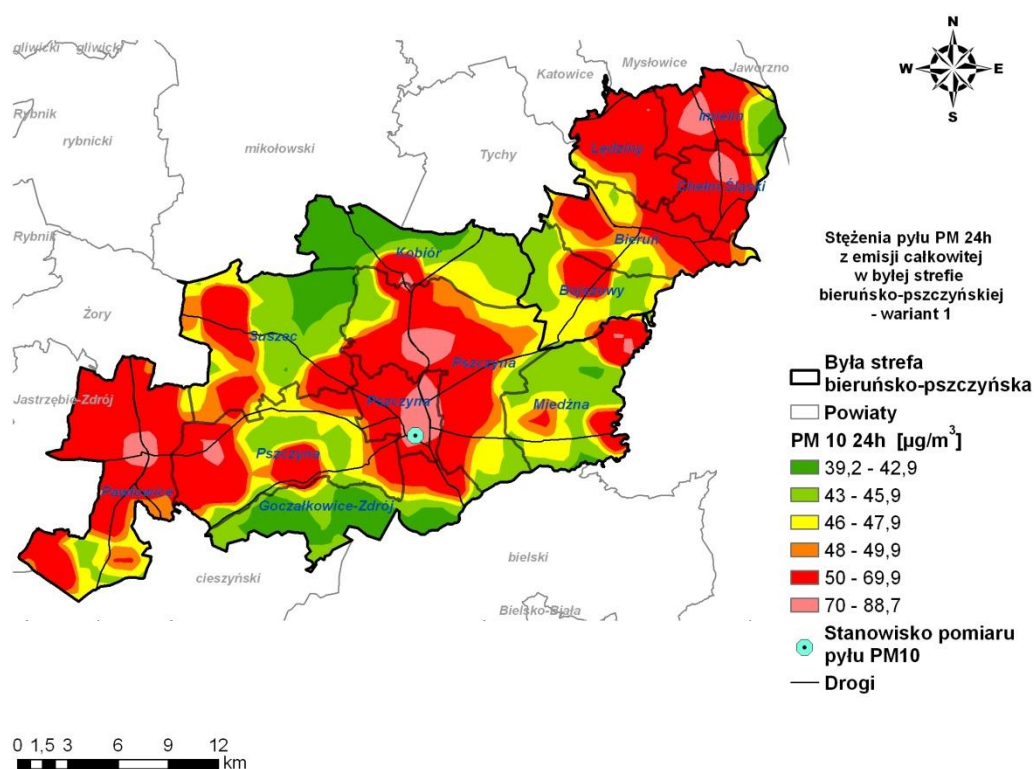 N
W E
S
gliwicki gliwicki
Mysłowice
Katowice
Jaworzno
Rybnik
rybnicki
mikołowski
Tychy
Imielin
Lędziny
Chełm Śląski
Rybnik
Kobiór
Bieruń
Bojszowy
Żory
Suszec
Pszczyna
Jastrzębie-Zdrój
Pszczyna
Miedźna
Pszczyna
Pawłowice
Goczałkowice-Zdrój
cieszyński
bielski
Bielsko-Biała
Stężenia pyłu PM 24h
z emisji całkowitej
w byłej strefie
bieruńsko-pszczyńskiej
- wariant 1
Była strefa
bieruńsko-pszczyńska
Powiaty
PM 10 24h [µg/m³]
39,2 - 42,9
43 - 45,9
46 - 47,9
48 - 49,9
50 - 69,9
70 - 88,7
Stanowisko pomiaru
pyłu PM10
Drogi
0 1,5 3 6 9 12
km